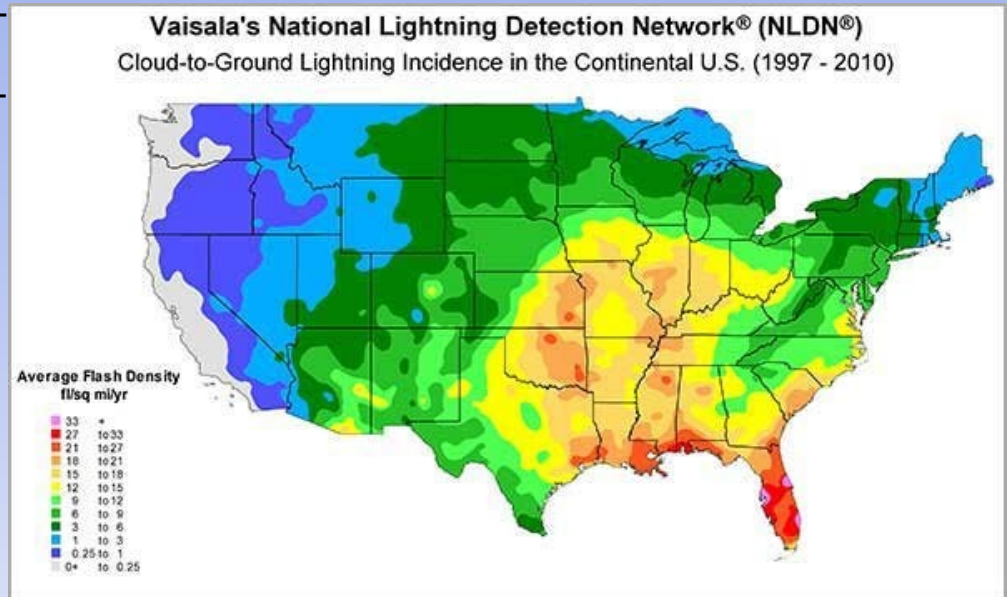 Vaisala's National Lightning Detection Network® (NLDN®)
Cloud-to-Ground Lightning Incidence in the Continental U.S. (1997 - 2010)
Average Flash Density
fl/sq mi/yr
33 +
27 to 33
21 to 27
18 to 21
15 to 18
12 to 15
9 to 12
6 to 9
3 to 6
1 to 3
0.25 to 1
0+ to 0.25